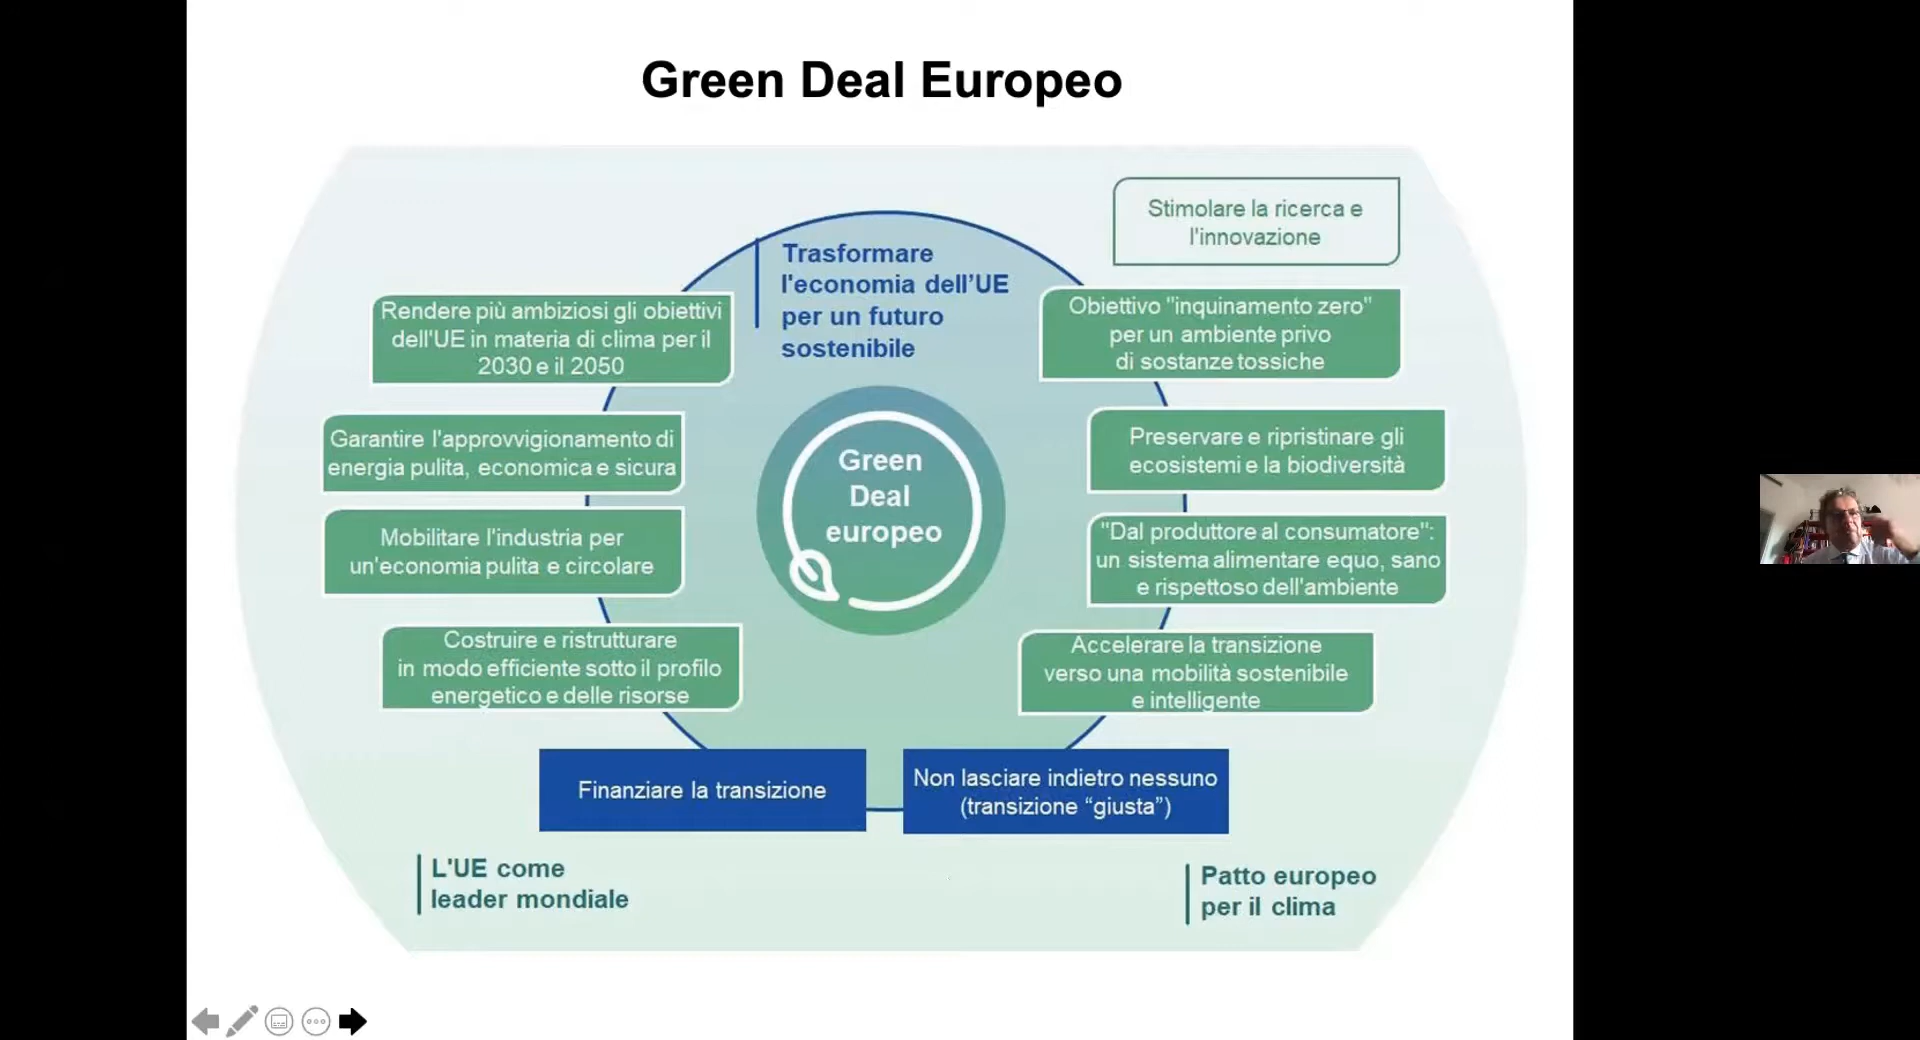 Green Deal Europeo
Stimolare la ricerca e
l'innovazione
Trasformare
l'economia dell’UE
per un futuro
sostenibile
Rendere più ambiziosi gli obiettivi
dell'UE in materia di clima per il
2030 e il 2050
Obiettivo "inquinamento zero"
per un ambiente privo
di sostanze tossiche
Garantire l'approvvigionamento di
energia pulita, economica e sicura
Preservare e ripristinare gli
ecosistemi e la biodiversità
Green
Deal
europeo
Mobilitare l'industria per
un'economia pulita e circolare
"Dal produttore al consumatore":
un sistema alimentare equo, sano
e rispettoso dell'ambiente
Costruire e ristrutturare
in modo efficiente sotto il profilo
energetico e delle risorse
Accelerare la transizione
verso una mobilità sostenibile
e intelligente
Finanziare la transizione
Non lasciare indietro nessuno
(transizione “giusta”)
L'UE come
leader mondiale
Patto europeo
per il clima